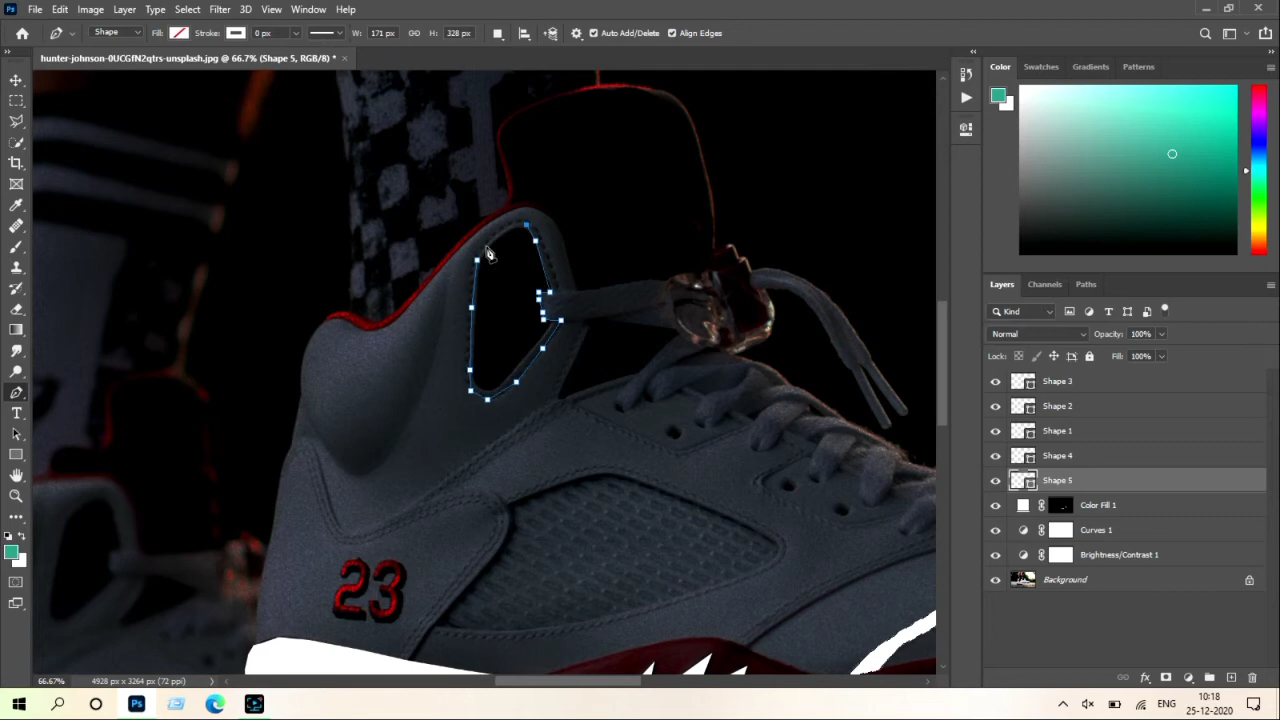 Ps File Edit Image Layer Type Select Filter 3D View Window Help
Shape Fill: Stroke: 0 px W: 171 px H: 328 px Auto Add/Delete Align Edges
hunter-johnson-0UCGfN2qtrs-unsplash.jpg @ 66.7% (Shape 5, RGB/8) *
Color Swatches Gradients Patterns
Layers Channels Paths
Kind
Normal Opacity: 100%
Lock: Fill: 100%
Shape 3
Shape 2
Shape 1
Shape 4
Shape 5
Color Fill 1
Curves 1
Brightness/Contrast 1
Background
23
66.67% 4928 px x 3264 px (72 ppi)
Ps ENG 10:18
25-12-2020